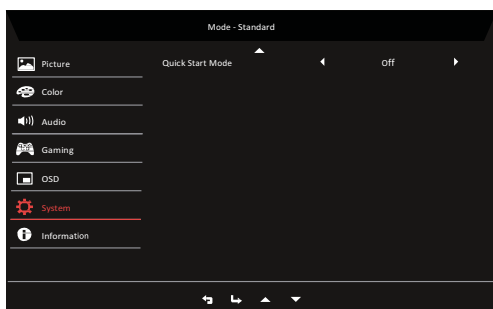 Mode - Standard
Picture
Quick Start Mode Off
Color
Audio
Gaming
OSD
System
Information